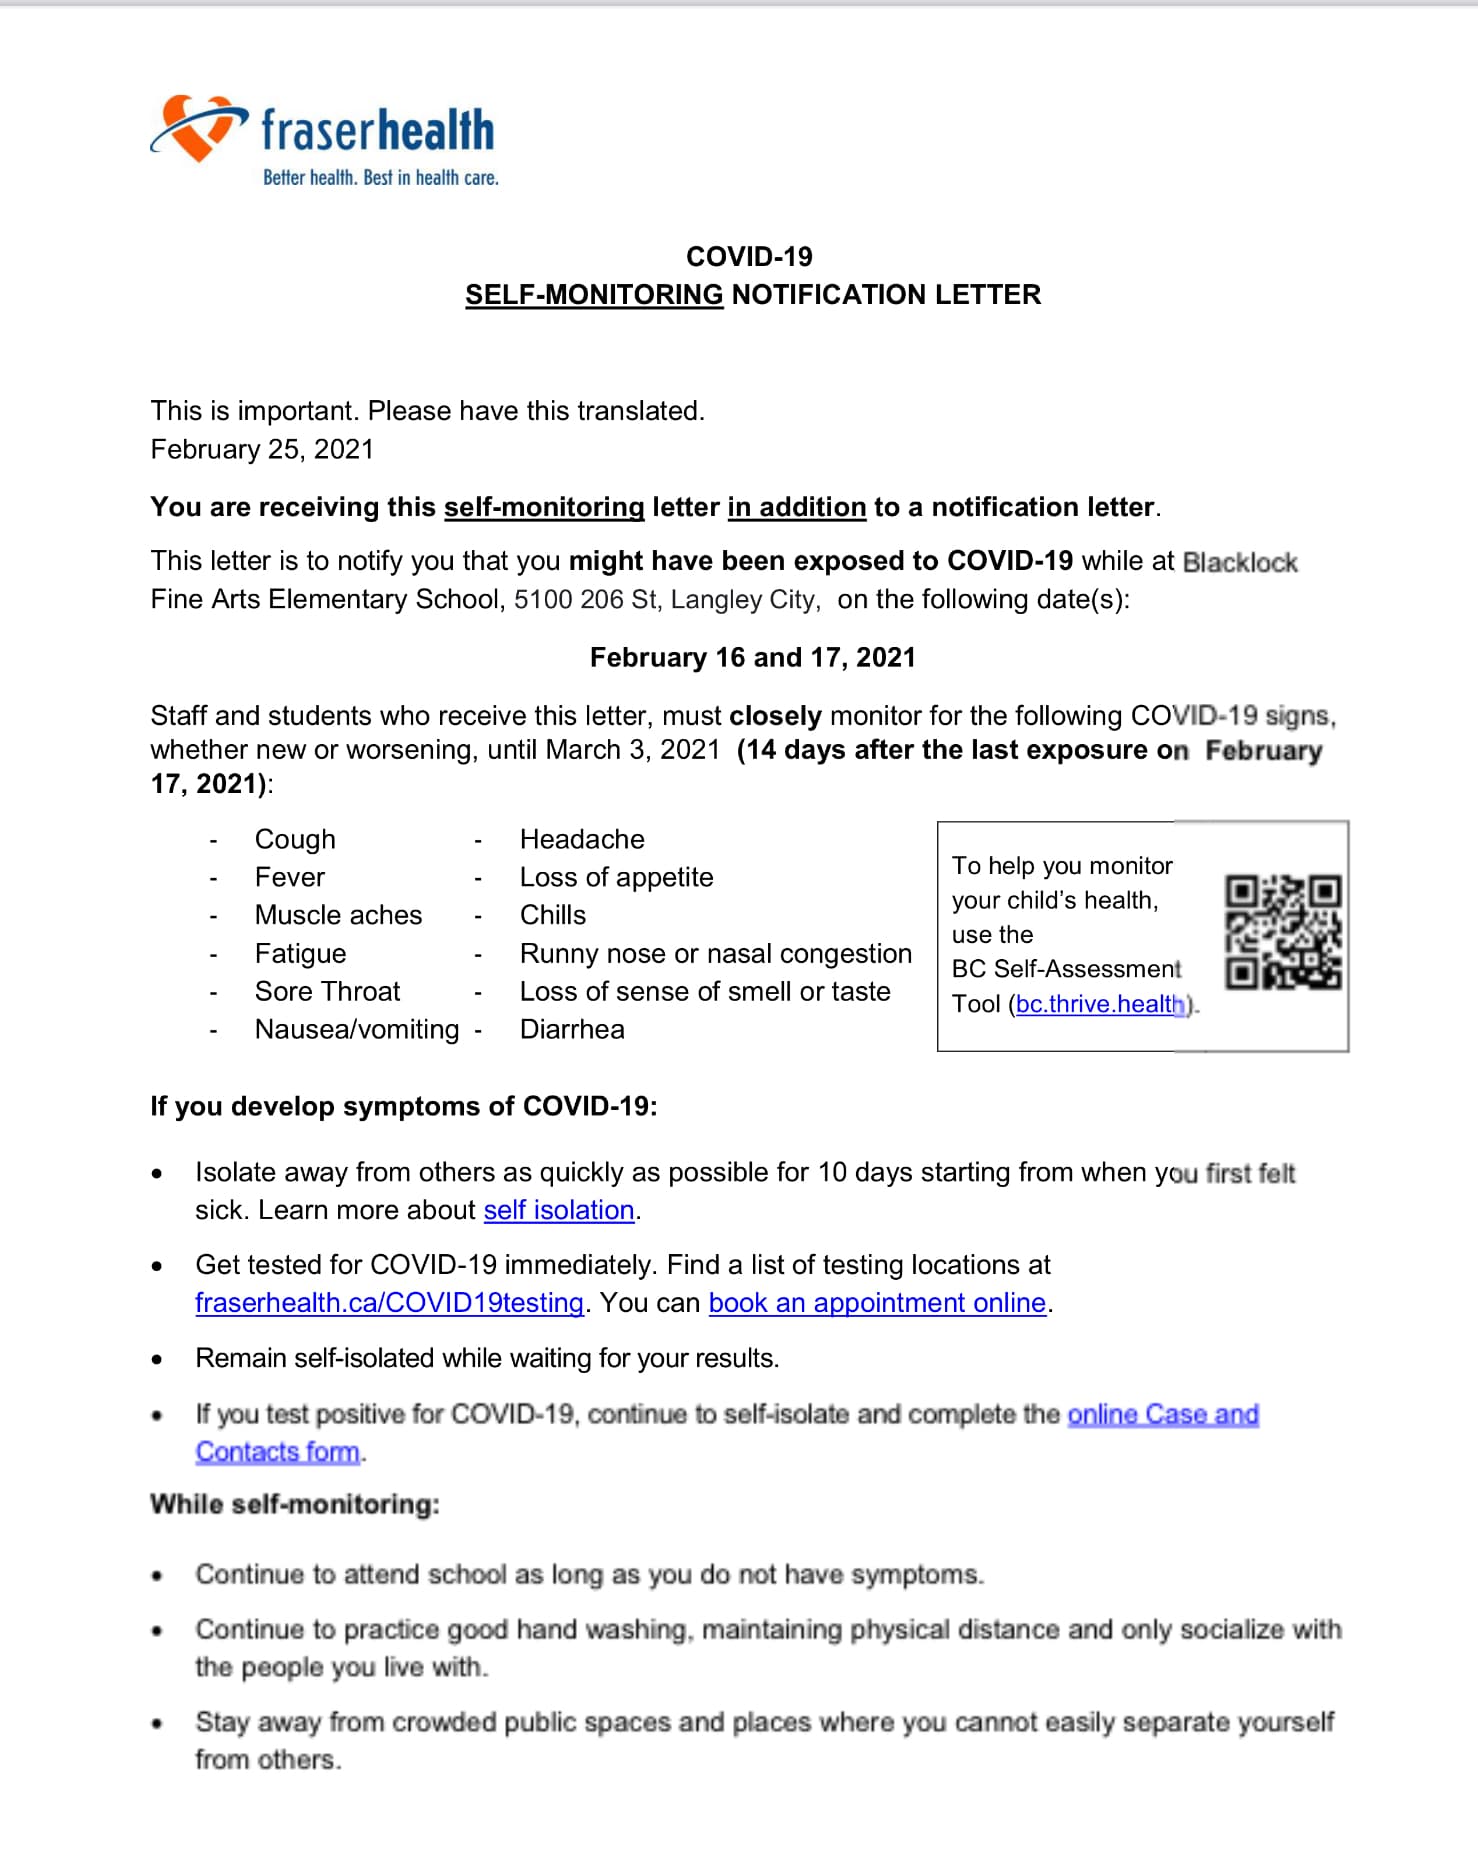 fraserhealth
Better health. Best in health care.
COVID-19
SELF-MONITORING NOTIFICATION LETTER
This is important. Please have this translated.
February 25, 2021
You are receiving this self-monitoring letter in addition to a notification letter.
This letter is to notify you that you might have been exposed to COVID-19 while at Blacklock
Fine Arts Elementary School, 5100 206 St, Langley City, on the following date(s):
February 16 and 17, 2021
Staff and students who receive this letter, must closely monitor for the following COVID-19 signs,
whether new or worsening, until March 3, 2021 (14 days after the last exposure on February
17, 2021):
- Cough
- Fever
- Muscle aches
- Fatigue
- Sore Throat
- Nausea/vomiting
- Headache
- Loss of appetite
- Chills
- Runny nose or nasal congestion
- Loss of sense of smell or taste
- Diarrhea
To help you monitor
your child's health,
use the
BC Self-Assessment
Tool (bc.thrive.health).
If you develop symptoms of COVID-19:
• Isolate away from others as quickly as possible for 10 days starting from when you first felt
sick. Learn more about self isolation.
• Get tested for COVID-19 immediately. Find a list of testing locations at
fraserhealth.ca/COVID19testing. You can book an appointment online.
• Remain self-isolated while waiting for your results.
• If you test positive for COVID-19, continue to self-isolate and complete the online Case and
Contacts form.
While self-monitoring:
• Continue to attend school as long as you do not have symptoms.
• Continue to practice good hand washing, maintaining physical distance and only socialize with
the people you live with.
• Stay away from crowded public spaces and places where you cannot easily separate yourself
from others.